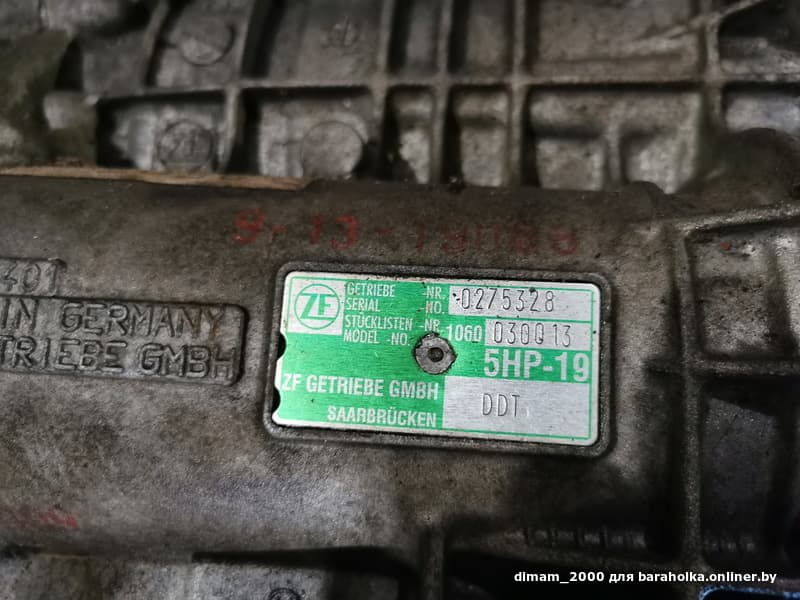 401
IN GERMANY
TRIEBE GMBH
ZF
GETRIEBE -NR.
SERIAL NO.
0275328
STÜCKLISTEN -NR.
MODEL -NO.
1060 030013
5HP-19
ZF GETRIEBE GMBH
SAARBRÜCKEN
DDT
dimam_2000 для baraholka.onliner.by